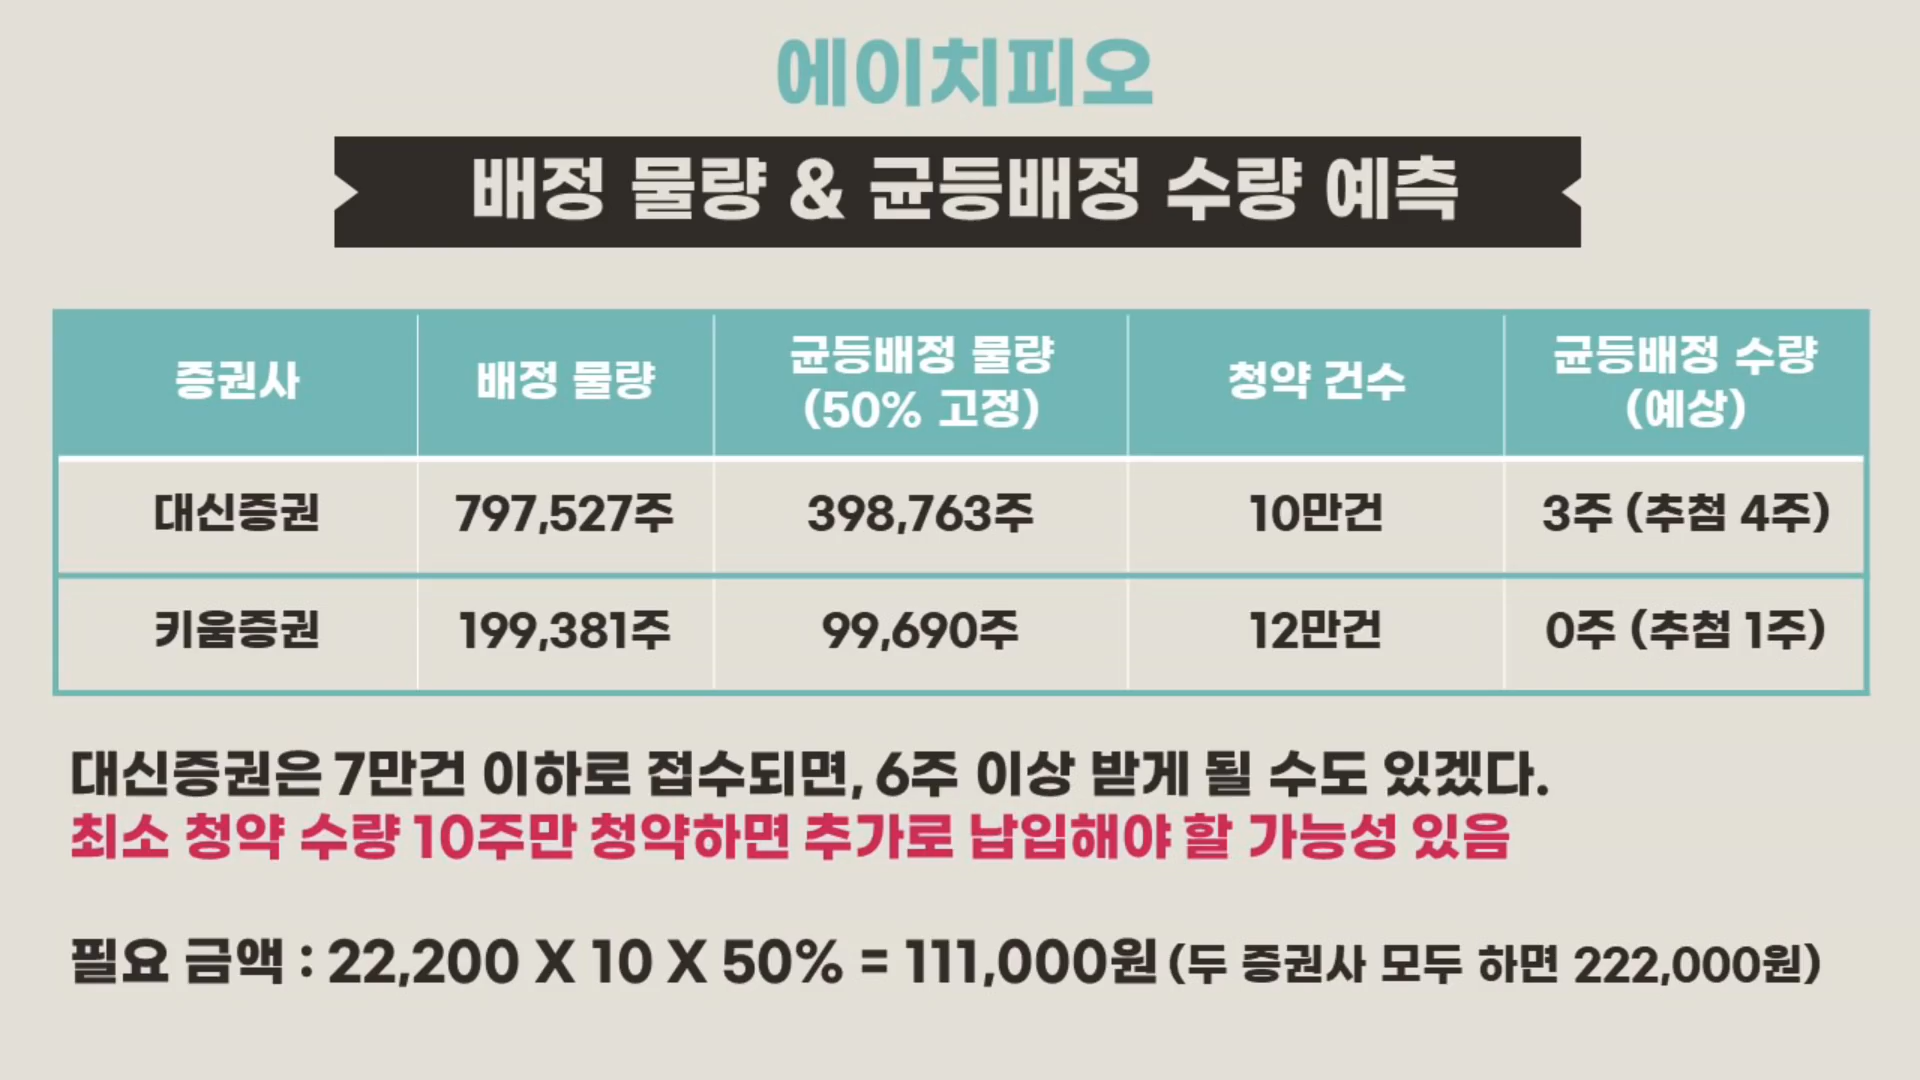 에이치피오
배정 물량 & 균등배정 수량 예측
증권사
배정 물량
균등배정 물량
(50% 고정)
청약 건수
균등배정 수량
(예상)
대신증권
797,527주
398,763주
10만건
3주 (추첨 4주)
키움증권
199,381주
99,690주
12만건
0주 (추첨 1주)
대신증권은 7만건 이하로 접수되면, 6주 이상 받게 될 수도 있겠다.
최소 청약 수량 10주만 청약하면 추가로 납입해야 할 가능성 있음
필요 금액 : 22,200 X 10 X 50% = 111,000원 (두 증권사 모두 하면 222,000원)